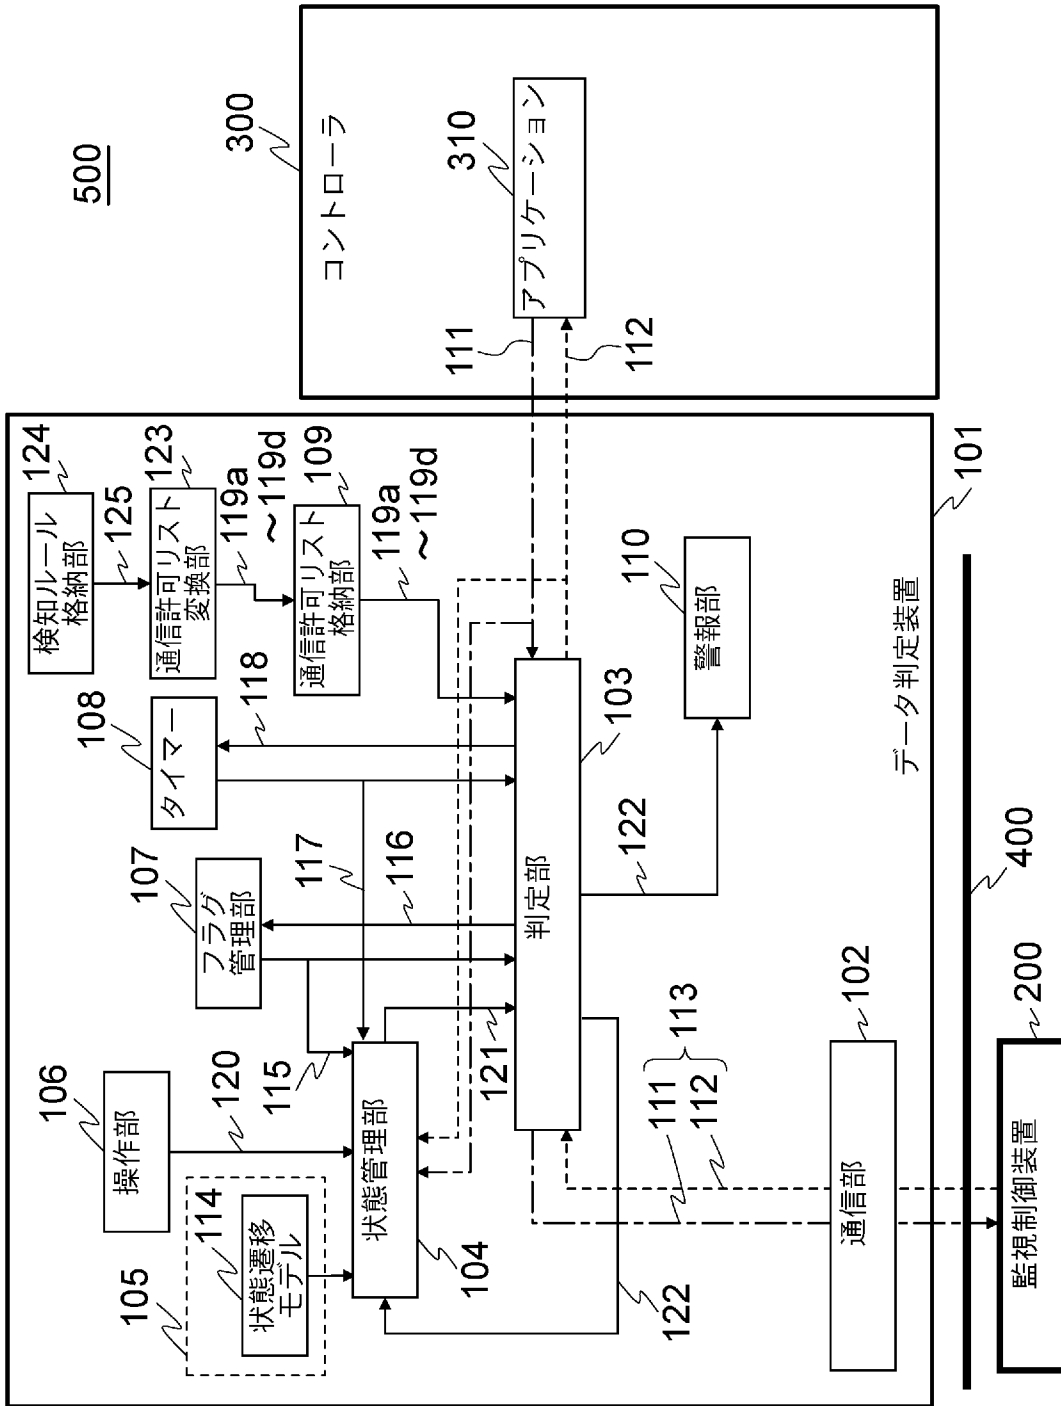 500
300
コントローラ
310
アプリケーション
111
112
124
検知ルール
格納部
125
123
通信許可リスト
変換部
119a
～119d
109
通信許可リスト
格納部
119a
～119d
108
タイマー
118
107
フラグ
管理部
117
116
106
操作部
120
115
105
114
状態遷移
モデル
状態管理部
104
121
判定部
103
122
110
警報部
122
111
112
113
通信部
102
データ判定装置
101
400
200
監視制御装置